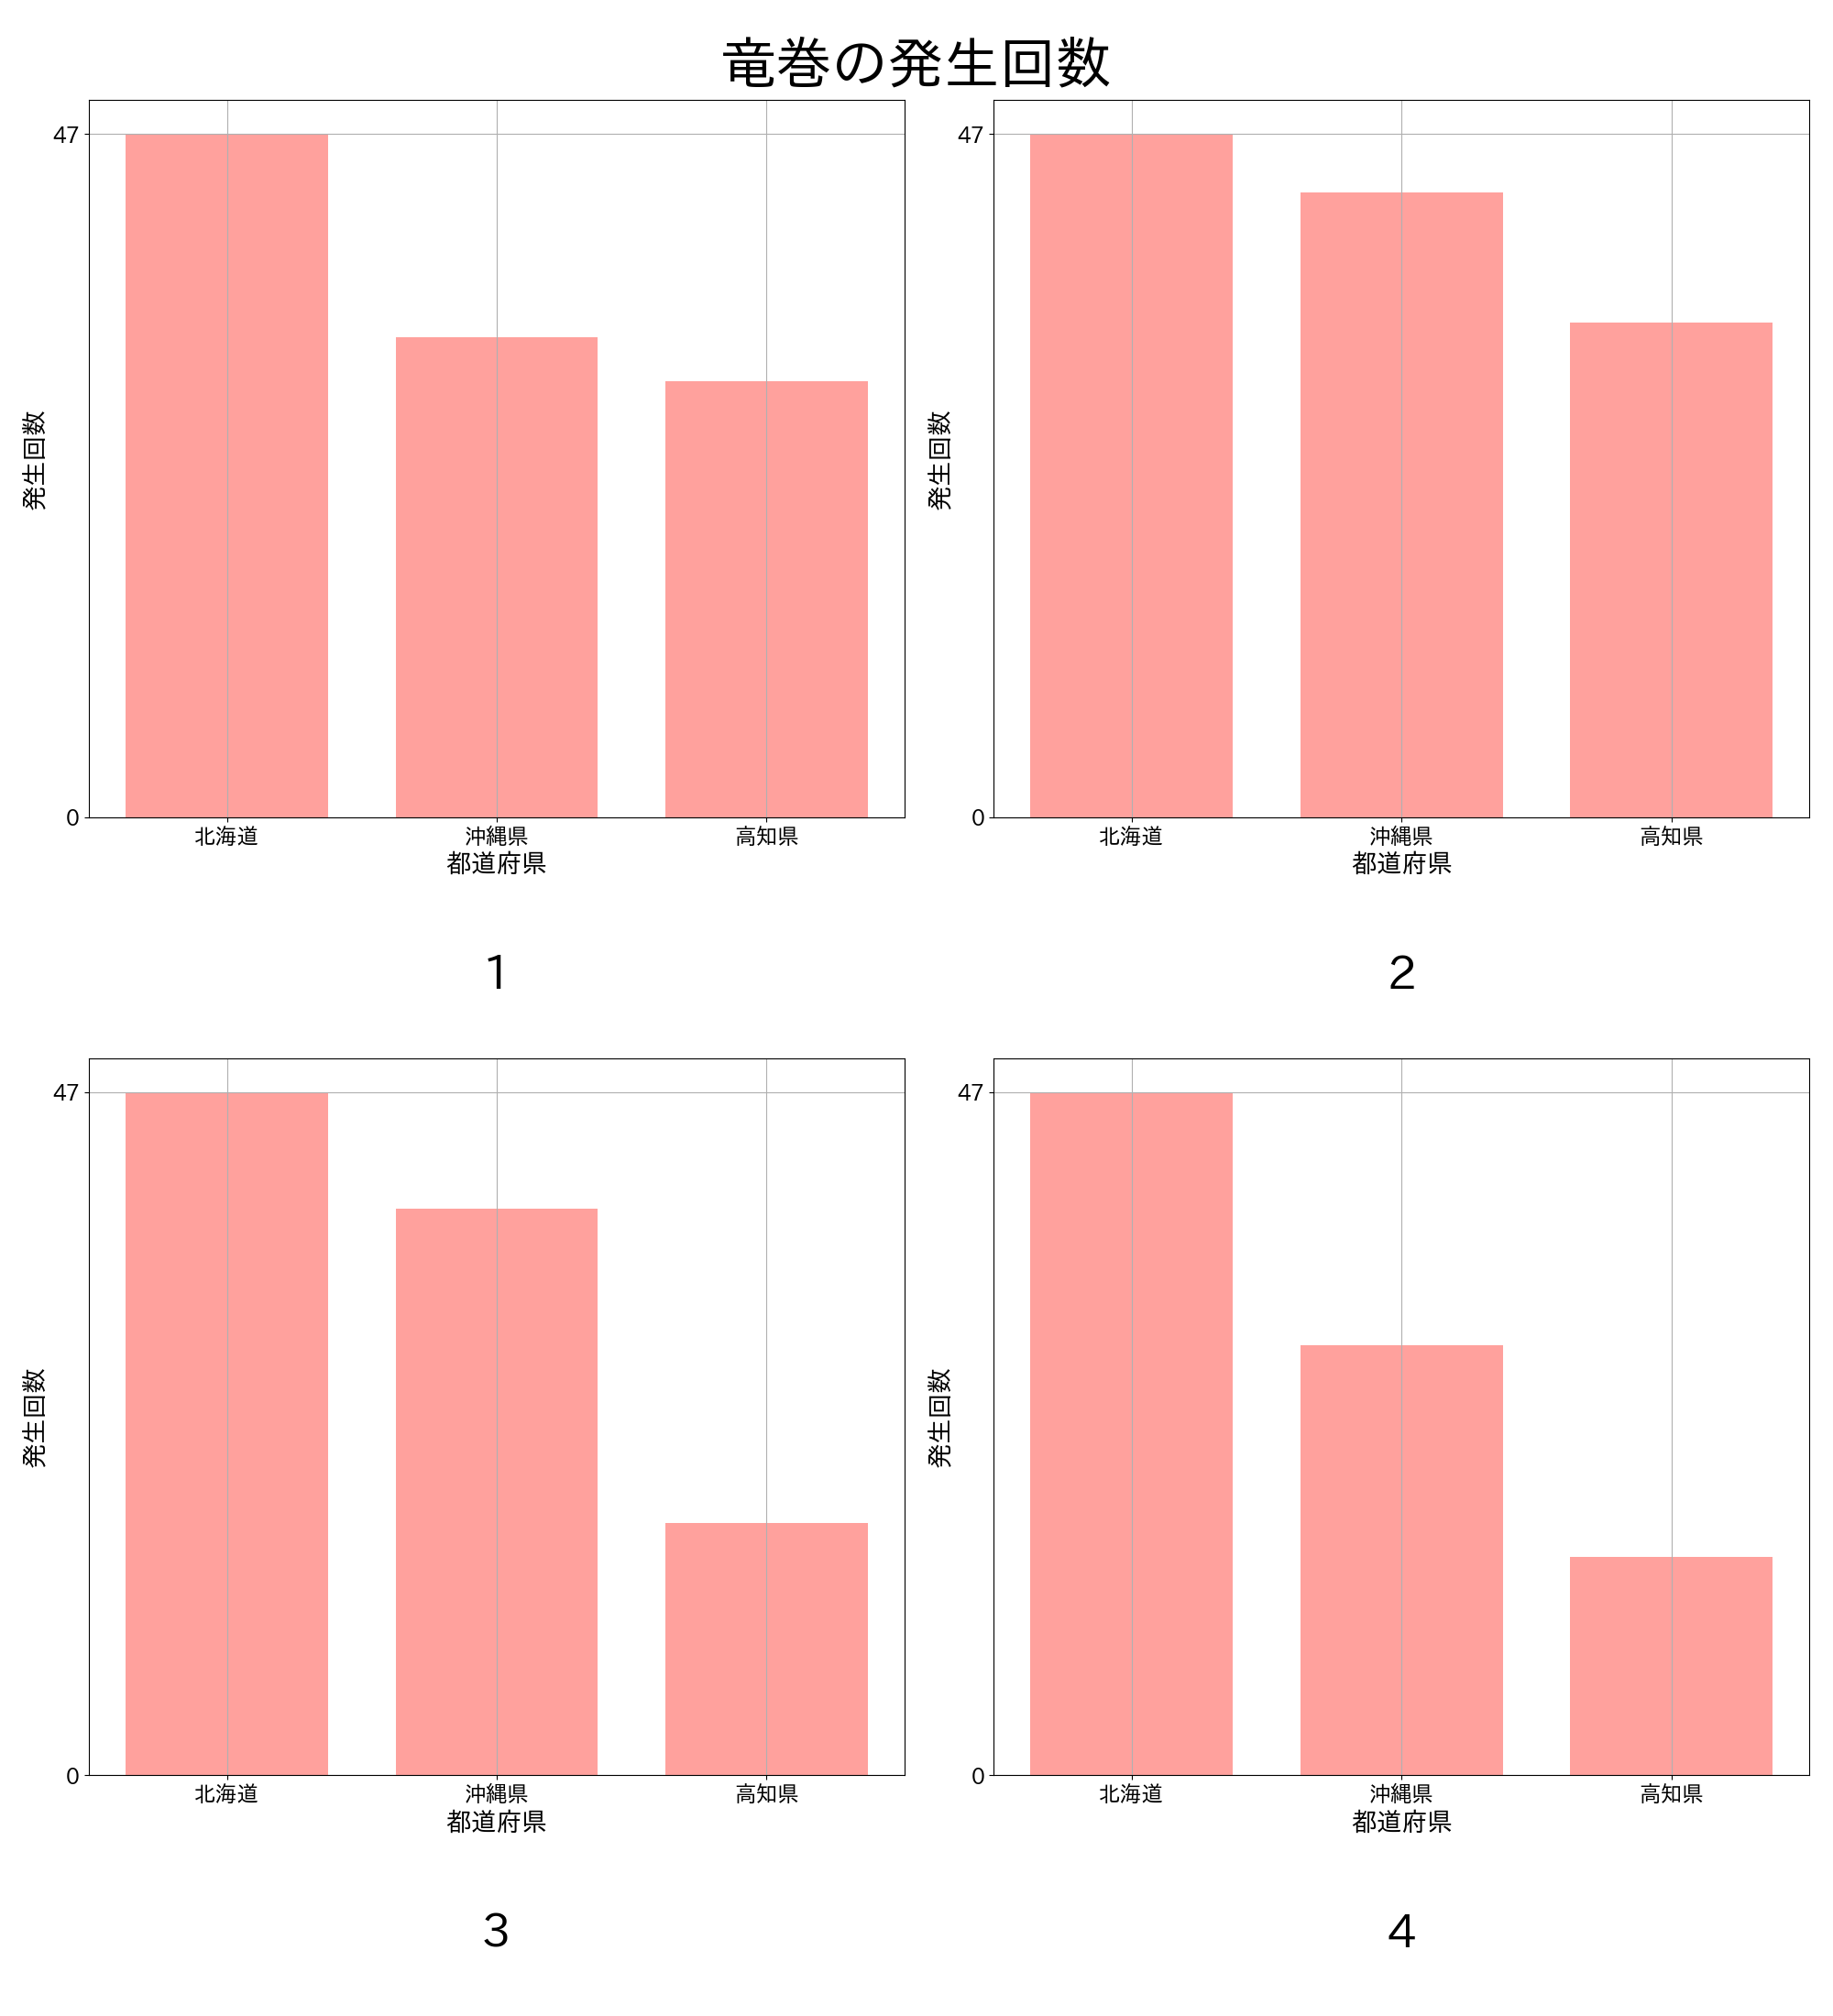 竜巻の発生回数
47
0
発生回数
北海道 沖縄県 高知県
都道府県
1
47
0
発生回数
北海道 沖縄県 高知県
都道府県
2
47
0
発生回数
北海道 沖縄県 高知県
都道府県
3
47
0
発生回数
北海道 沖縄県 高知県
都道府県
4